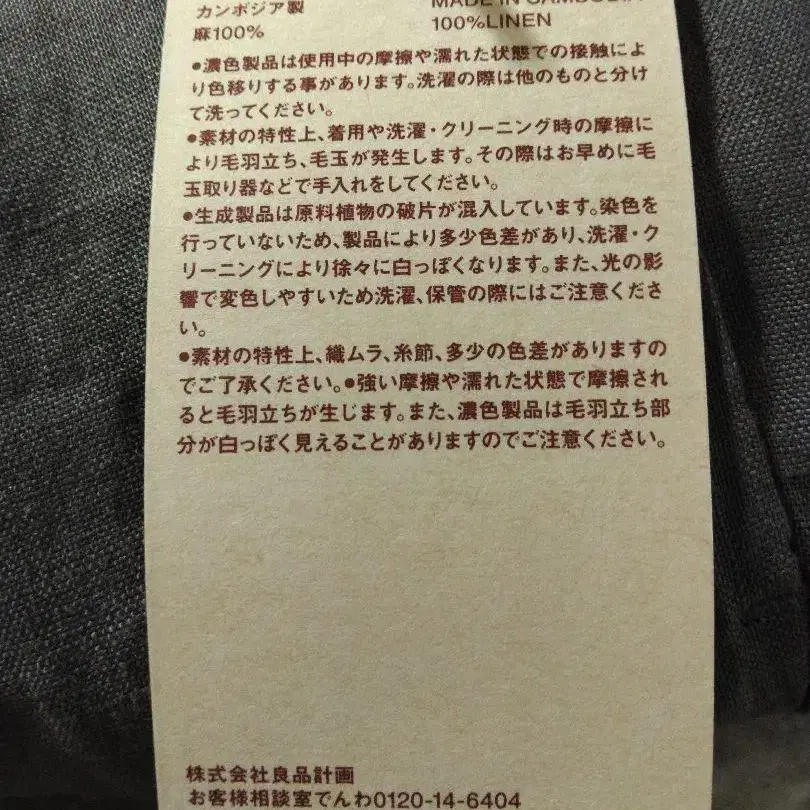 カンボジア製
MADE IN CAMBODIA
麻100%
100%LINEN
●濃色製品は使用中の摩擦や濡れた状態での接触によ
り色移りする事があります。洗濯の際は他のものと分け
て洗ってください。
●素材の特性上、着用や洗濯・クリーニング時の摩擦に
より毛羽立ち、毛玉が発生します。その際はお早めに毛
玉取り器などで手入れをしてください。
●生成製品は原料植物の破片が混入しています。染色を
行っていないため、製品により多少色差があり、洗濯・ク
リーニングにより徐々に白っぽくなります。また、光の影
響で変色しやすいため洗濯、保管の際にはご注意くださ
い。
●素材の特性上、織ムラ、糸節、多少の色差がありますの
でご了承ください。●強い摩擦や濡れた状態で摩擦され
ると毛羽立ちが生じます。また、濃色製品は毛羽立ち部
分が白っぽく見えることがありますのでご注意ください。
株式会社良品計画
お客様相談室でんわ0120-14-6404